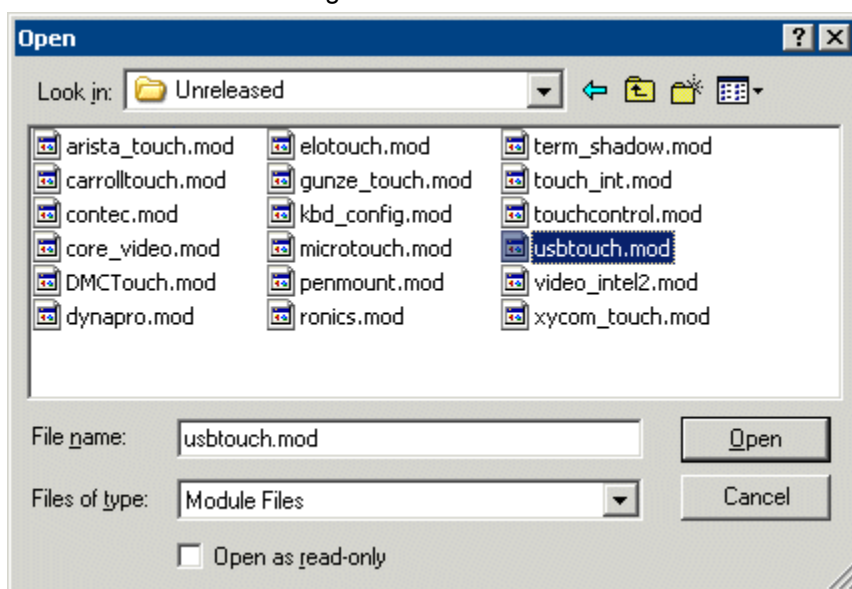 Open
Look in: Unreleased
arista_touch.mod elotouch.mod term_shadow.mod
carrolltouch.mod gunze_touch.mod touch_int.mod
contec.mod kbd_config.mod touchcontrol.mod
core_video.mod microtouch.mod usbtouch.mod
DMCTouch.mod penmount.mod video_intel2.mod
dynapro.mod ronics.mod xycom_touch.mod
File name: usbtouch.mod Open
Files of type: Module Files Cancel
Open as read-only